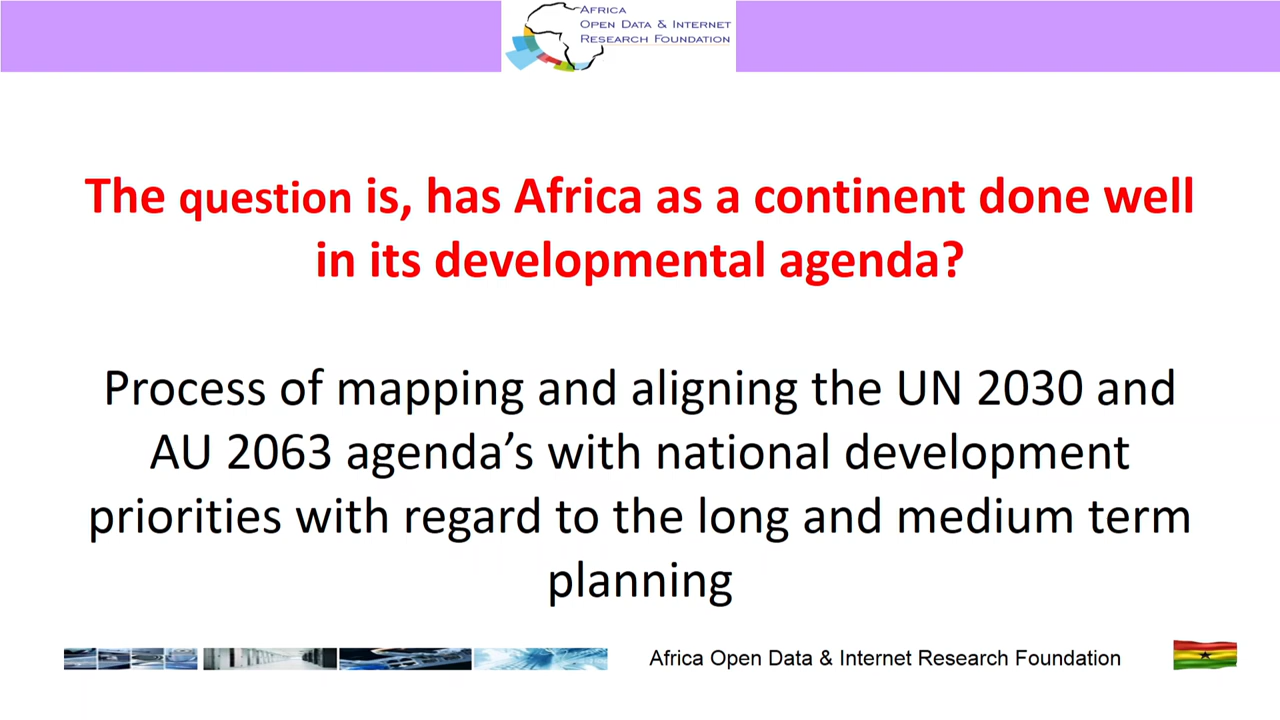 AFRICA
OPEN DATA & INTERNET
RESEARCH FOUNDATION
The question is, has Africa as a continent done well
in its developmental agenda?
Process of mapping and aligning the UN 2030 and
AU 2063 agenda’s with national development
priorities with regard to the long and medium term
planning
Africa Open Data & Internet Research Foundation